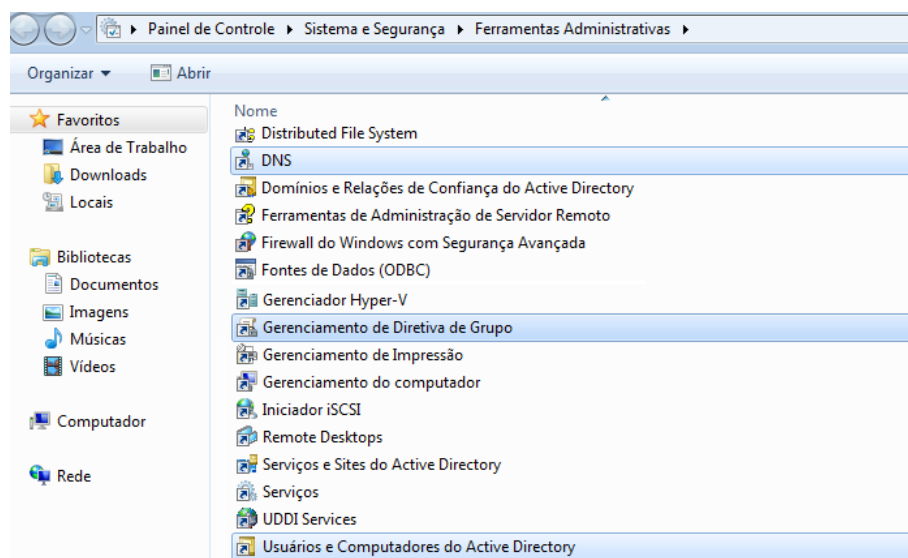 Painel de Controle ▸ Sistema e Segurança ▸ Ferramentas Administrativas ▸
Organizar Abrir
Favoritos
Área de Trabalho
Downloads
Locais
Bibliotecas
Documentos
Imagens
Músicas
Vídeos
Computador
Rede
Nome
Distributed File System
DNS
Domínios e Relações de Confiança do Active Directory
Ferramentas de Administração de Servidor Remoto
Firewall do Windows com Segurança Avançada
Fontes de Dados (ODBC)
Gerenciador Hyper-V
Gerenciamento de Diretiva de Grupo
Gerenciamento de Impressão
Gerenciamento do computador
Iniciador iSCSI
Remote Desktops
Serviços e Sites do Active Directory
Serviços
UDDI Services
Usuários e Computadores do Active Directory